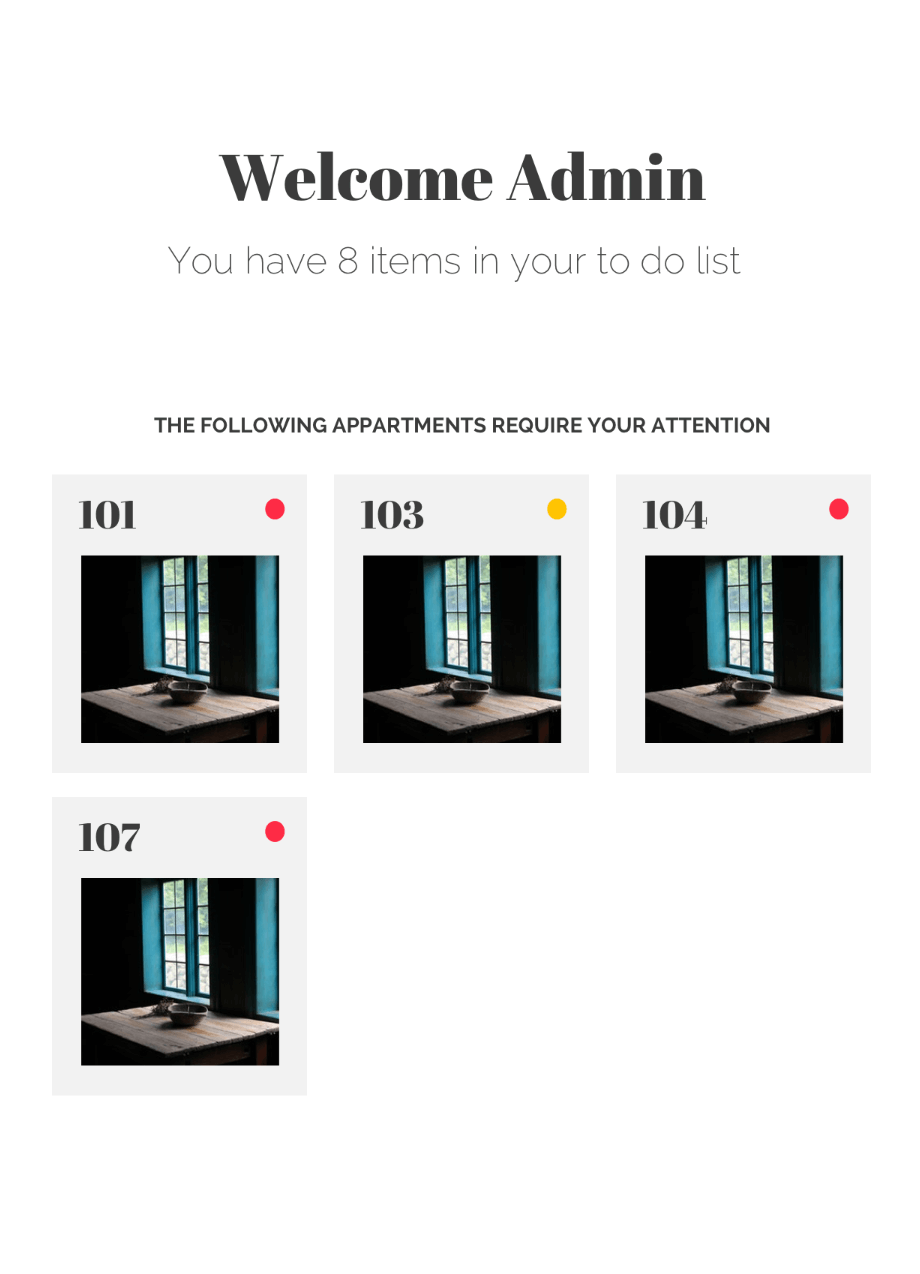 Welcome Admin
You have 8 items in your to do list
THE FOLLOWING APPARTMENTS REQUIRE YOUR ATTENTION
101
103
104
107